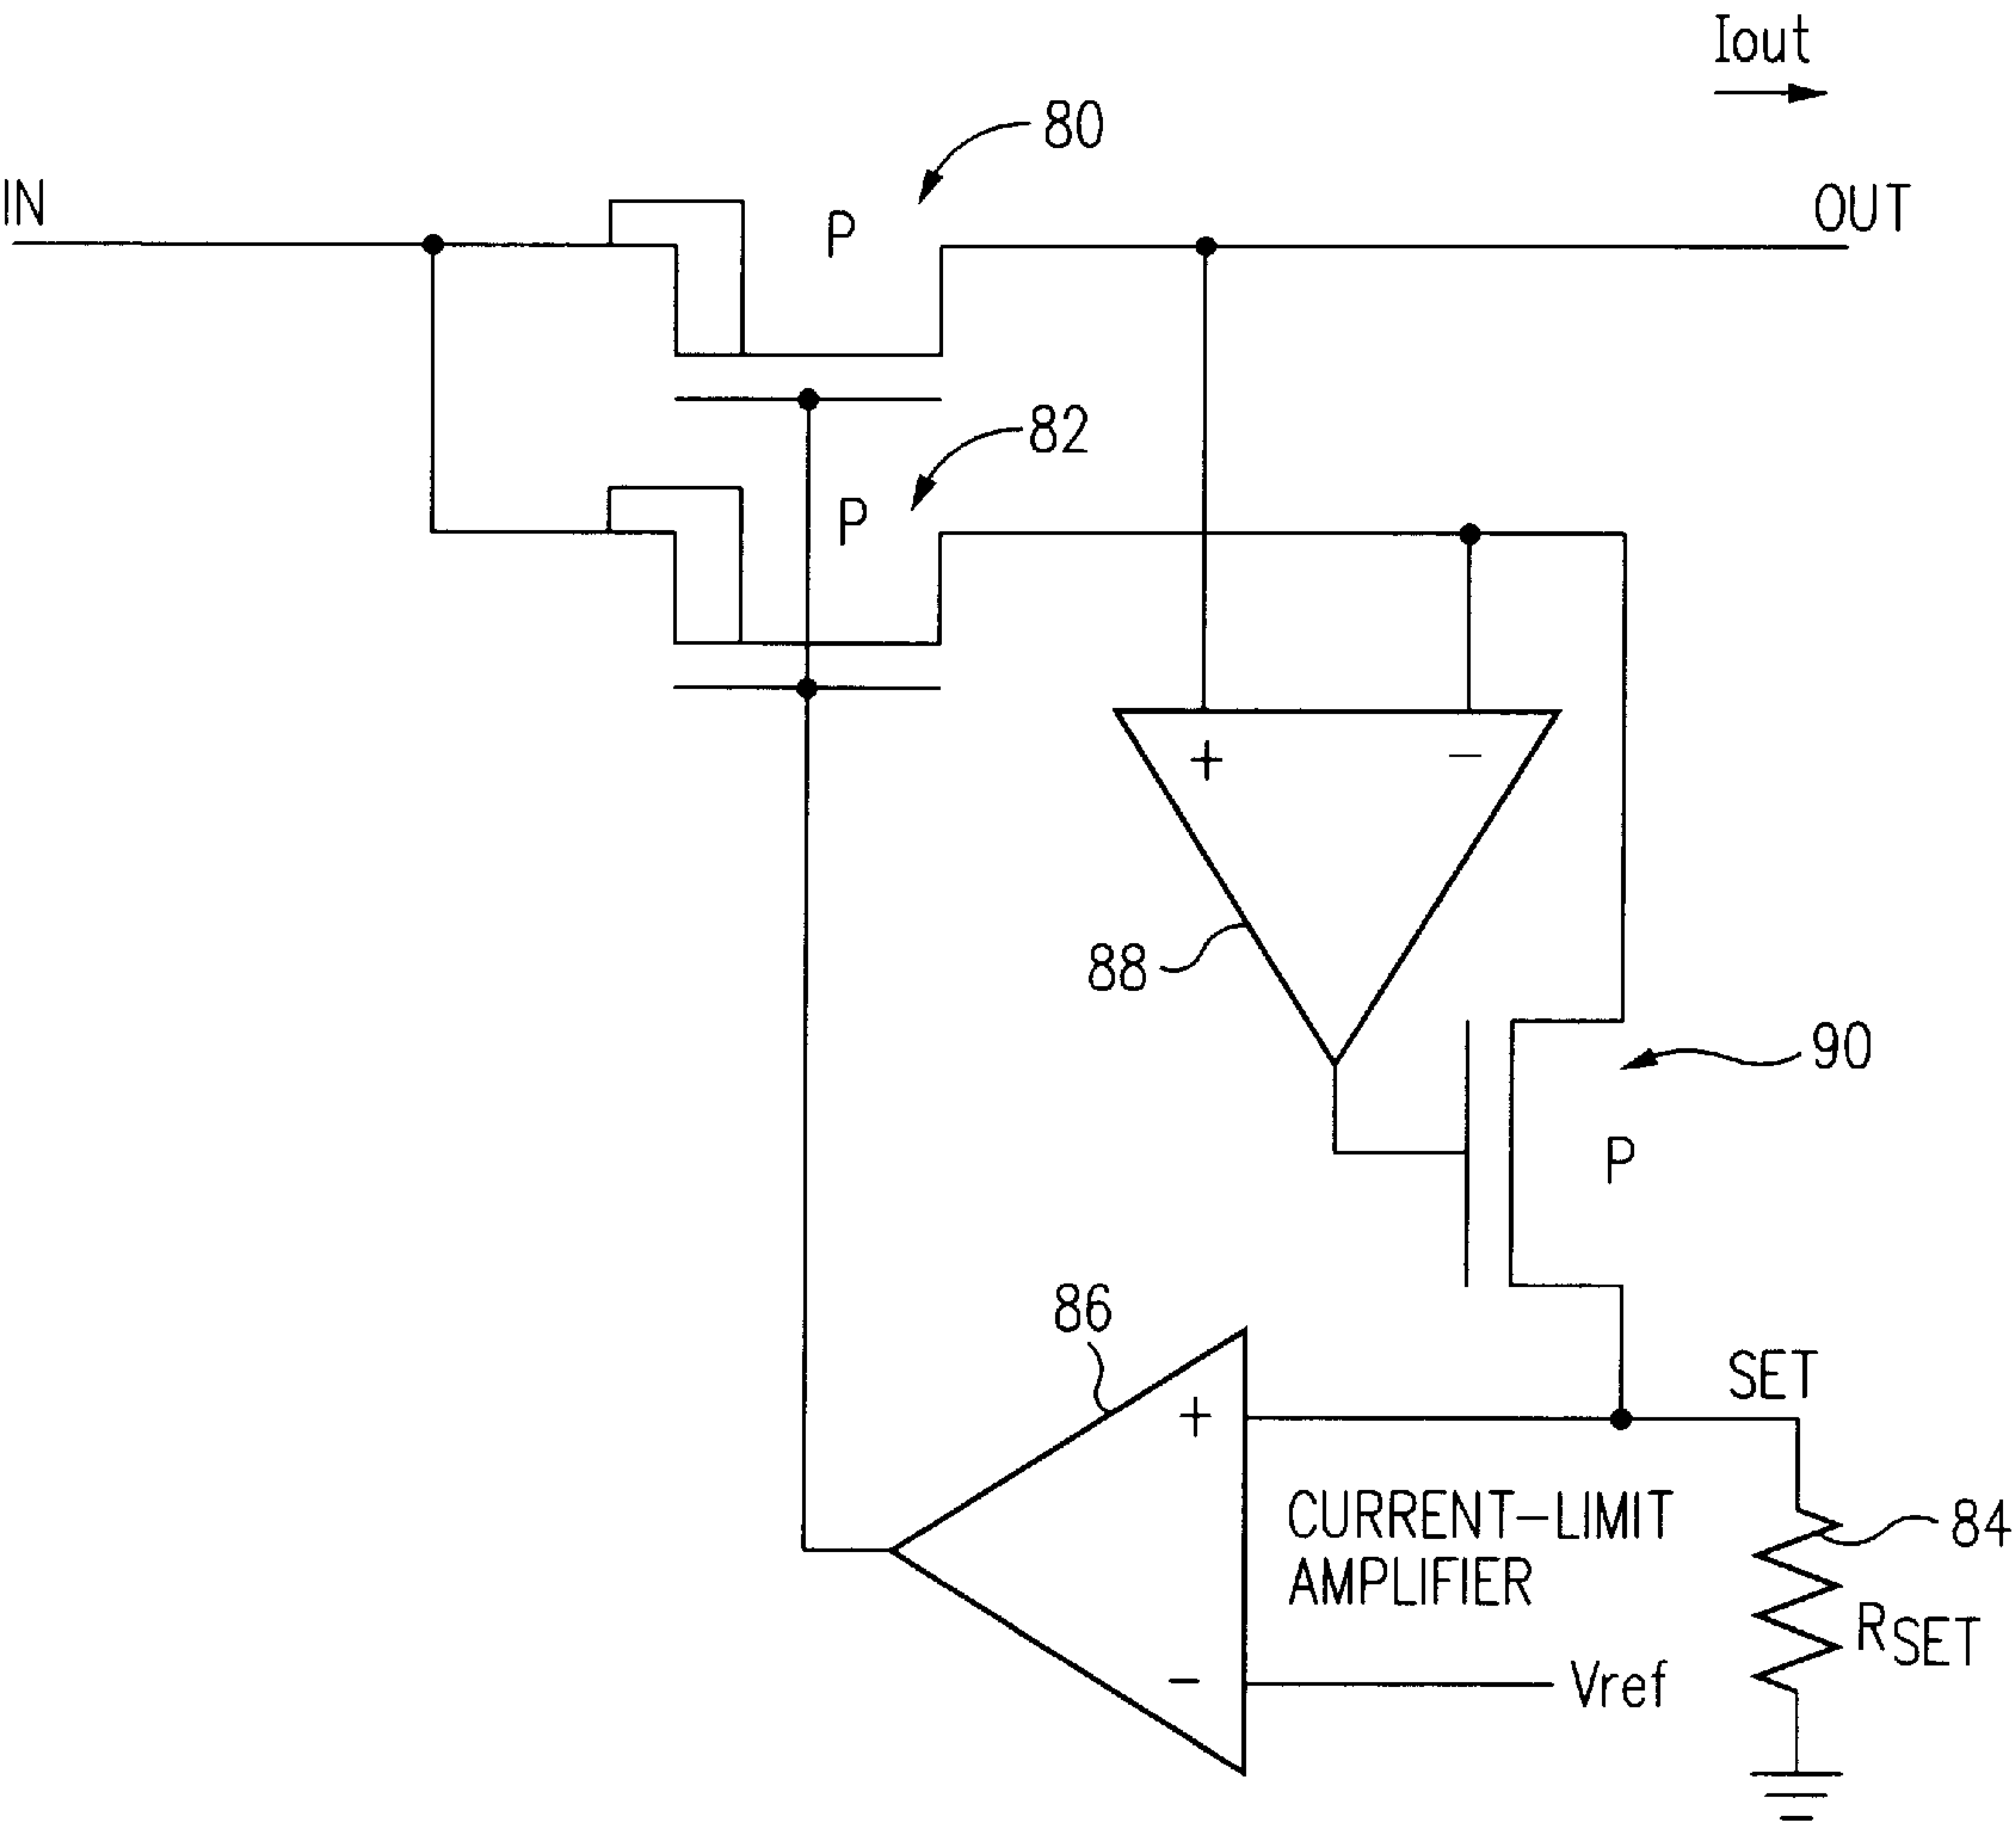 Iout
80
IN
P
OUT
82
P
+
−
88
90
P
86
SET
+
CURRENT-LIMIT
AMPLIFIER
84
RSET
−
Vref